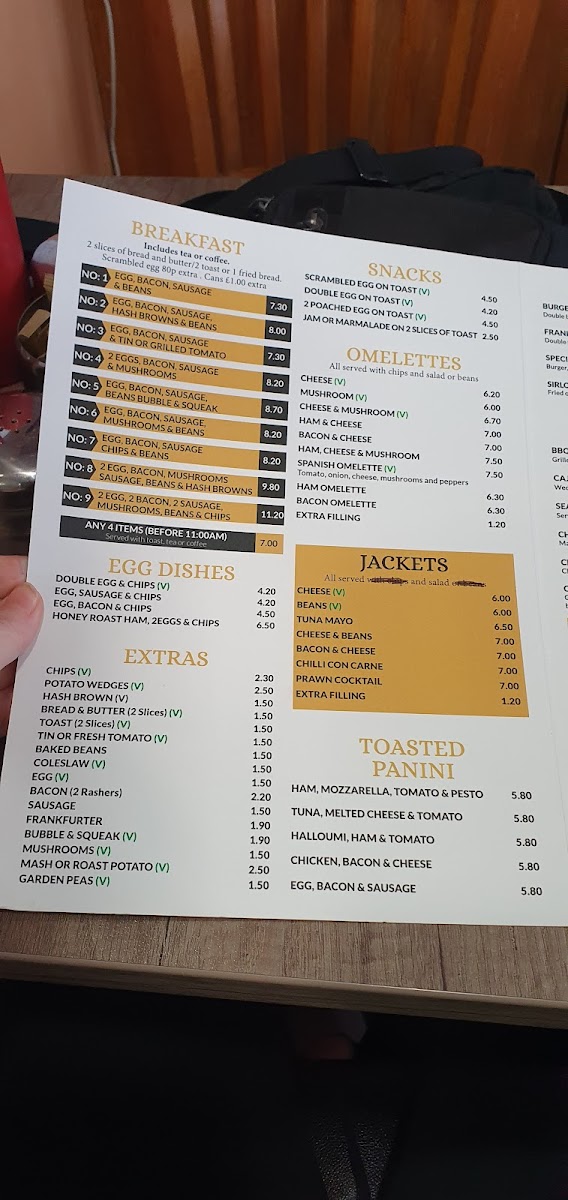 BREAKFAST
Includes tea or coffee.
2 slices of bread and butter/2 toast or 1 fried bread.
Scrambled egg 80p extra . Cans £1.00 extra
NO: 1 EGG, BACON, SAUSAGE
& BEANS 7.30
NO: 2 EGG, BACON, SAUSAGE,
HASH BROWNS & BEANS 8.00
NO: 3 EGG, BACON, SAUSAGE
& TIN OR GRILLED TOMATO 7.30
NO: 4 2 EGGS, BACON, SAUSAGE
& MUSHROOMS 8.20
NO: 5 EGG, BACON, SAUSAGE,
BEANS BUBBLE & SQUEAK 8.70
NO: 6 EGG, BACON, SAUSAGE,
MUSHROOMS & BEANS 8.20
NO: 7 EGG, BACON, SAUSAGE
CHIPS & BEANS 8.20
NO: 8 2 EGG, BACON, MUSHROOMS
SAUSAGE, BEANS & HASH BROWNS 9.80
NO: 9 2 EGG, 2 BACON, 2 SAUSAGE,
MUSHROOMS, BEANS & CHIPS 11.20
ANY 4 ITEMS (BEFORE 11:00AM)
Served with toast, tea or coffee 7.00
EGG DISHES
DOUBLE EGG & CHIPS (V) 4.20
EGG, SAUSAGE & CHIPS 4.20
EGG, BACON & CHIPS 4.50
HONEY ROAST HAM, 2EGGS & CHIPS 6.50
EXTRAS
CHIPS (V) 2.30
POTATO WEDGES (V) 2.50
HASH BROWN (V) 1.50
BREAD & BUTTER (2 Slices) (V) 1.50
TOAST (2 Slices) (V) 1.50
TIN OR FRESH TOMATO (V) 1.50
BAKED BEANS 1.50
COLESLAW (V) 1.50
EGG (V) 1.50
BACON (2 Rashers) 2.20
SAUSAGE 1.50
FRANKFURTER 1.90
BUBBLE & SQUEAK (V) 1.90
MUSHROOMS (V) 1.50
MASH OR ROAST POTATO (V) 2.50
GARDEN PEAS (V) 1.50
SNACKS
SCRAMBLED EGG ON TOAST (V) 4.50
DOUBLE EGG ON TOAST (V) 4.20
2 POACHED EGG ON TOAST (V) 4.50
JAM OR MARMALADE ON 2 SLICES OF TOAST 2.50
OMELETTES
All served with chips and salad or beans
CHEESE (V) 6.20
MUSHROOM (V) 6.00
CHEESE & MUSHROOM (V) 6.70
HAM & CHEESE 7.00
BACON & CHEESE 7.00
HAM, CHEESE & MUSHROOM 7.50
SPANISH OMELETTE (V) 7.50
Tomato, onion, cheese, mushrooms and peppers
HAM OMELETTE 6.30
BACON OMELETTE 6.30
EXTRA FILLING 1.20
JACKETS
All served and salad
CHEESE (V) 6.00
BEANS (V) 6.00
TUNA MAYO 6.50
CHEESE & BEANS 7.00
BACON & CHEESE 7.00
CHILLI CON CARNE 7.00
PRAWN COCKTAIL 7.00
EXTRA FILLING 1.20
TOASTED
PANINI
HAM, MOZZARELLA, TOMATO & PESTO 5.80
TUNA, MELTED CHEESE & TOMATO 5.80
HALLOUMI, HAM & TOMATO 5.80
CHICKEN, BACON & CHEESE 5.80
EGG, BACON & SAUSAGE 5.80
BURGE
Double
FRAN
Double
SPECI
Burger,
SIRLO
Fried o
BBQ
Grill
CAJ